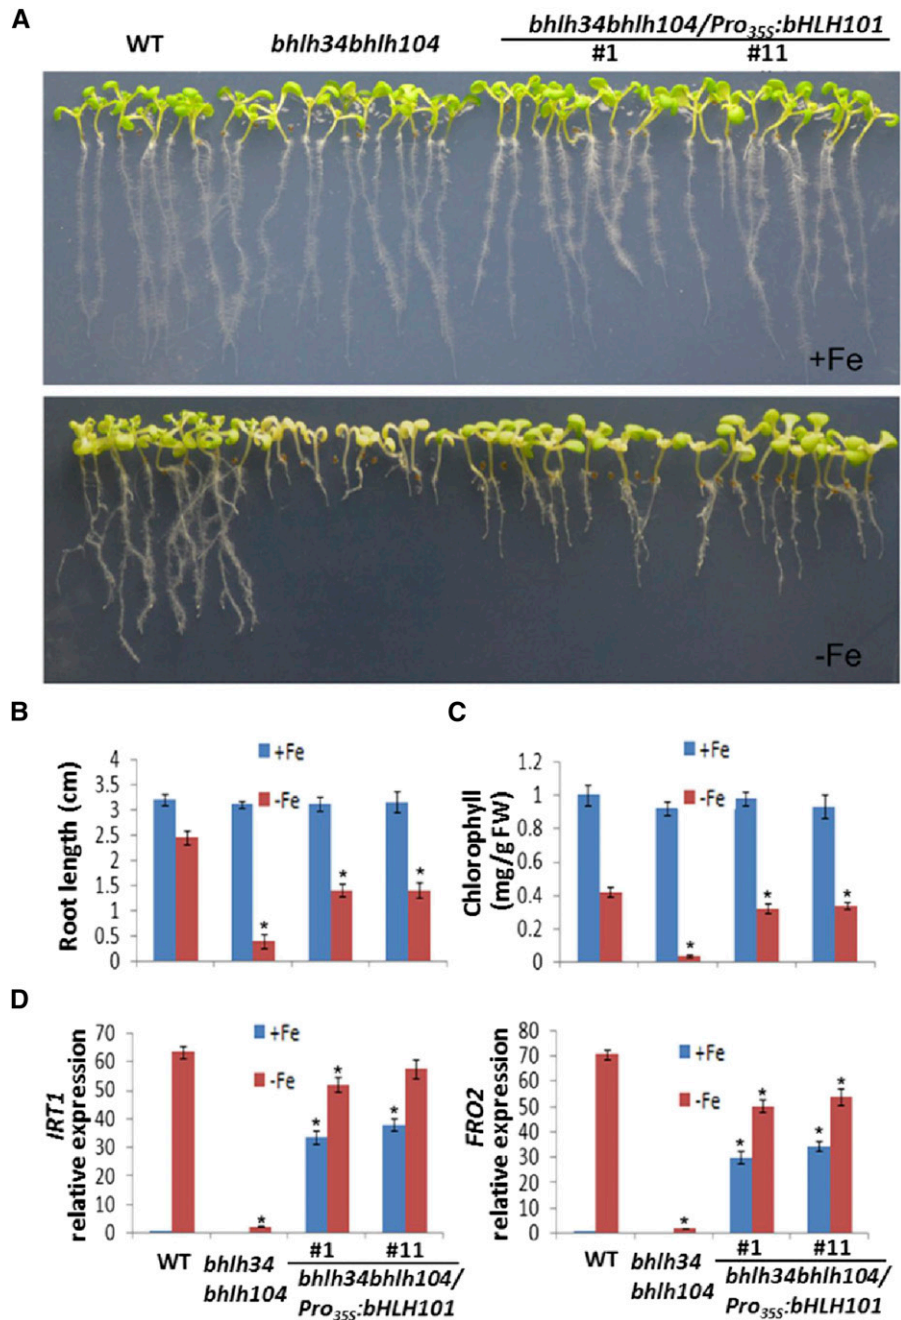 A
WT
bhlh34bhlh104
bhlh34bhlh104/Pro35S:bHLH101
#1
#11
+Fe
-Fe
B
Root length (cm)
4
3.5
3
2.5
2
1.5
1
0.5
0
+Fe
-Fe
*
*
*
C
Chlorophyll
(mg/g FW)
1.2
1
0.8
0.6
0.4
0.2
0
+Fe
-Fe
*
*
*
D
IRT1
relative expression
70
60
50
40
30
20
10
0
+Fe
-Fe
*
*
*
*
WT
bhlh34
bhlh104
#1
#11
bhlh34bhlh104/
Pro35S:bHLH101
FRO2
relative expression
80
70
60
50
40
30
20
10
0
+Fe
-Fe
*
*
*
*
*
WT
bhlh34
bhlh104
#1
#11
bhlh34bhlh104/
Pro35S:bHLH101